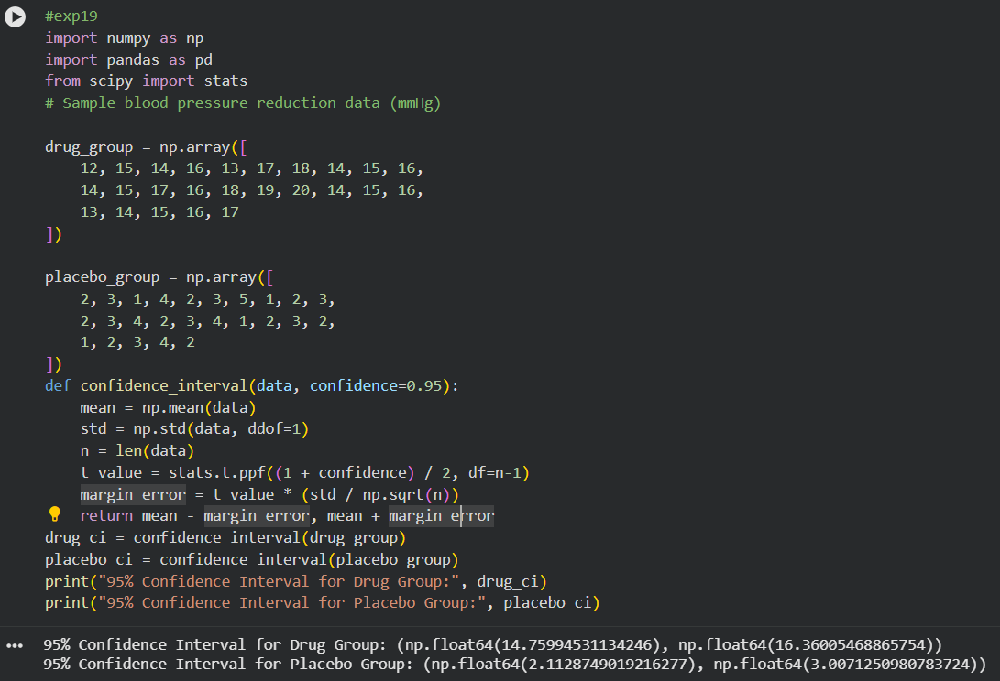 #exp19
import numpy as np
import pandas as pd
from scipy import stats
# Sample blood pressure reduction data (mmHg)
drug_group = np.array([
12, 15, 14, 16, 13, 17, 18, 14, 15, 16,
14, 15, 17, 16, 18, 19, 20, 14, 15, 16,
13, 14, 15, 16, 17
])
placebo_group = np.array([
2, 3, 1, 4, 2, 3, 5, 1, 2, 3,
2, 3, 4, 2, 3, 4, 1, 2, 3, 2,
1, 2, 3, 4, 2
])
def confidence_interval(data, confidence=0.95):
mean = np.mean(data)
std = np.std(data, ddof=1)
n = len(data)
t_value = stats.t.ppf((1 + confidence) / 2, df=n-1)
margin_error = t_value * (std / np.sqrt(n))
return mean - margin_error, mean + margin_error
drug_ci = confidence_interval(drug_group)
placebo_ci = confidence_interval(placebo_group)
print("95% Confidence Interval for Drug Group:", drug_ci)
print("95% Confidence Interval for Placebo Group:", placebo_ci)
95% Confidence Interval for Drug Group: (np.float64(14.75994531134246), np.float64(16.36005468865754))
95% Confidence Interval for Placebo Group: (np.float64(2.1128749019216277), np.float64(3.0071250980783724))